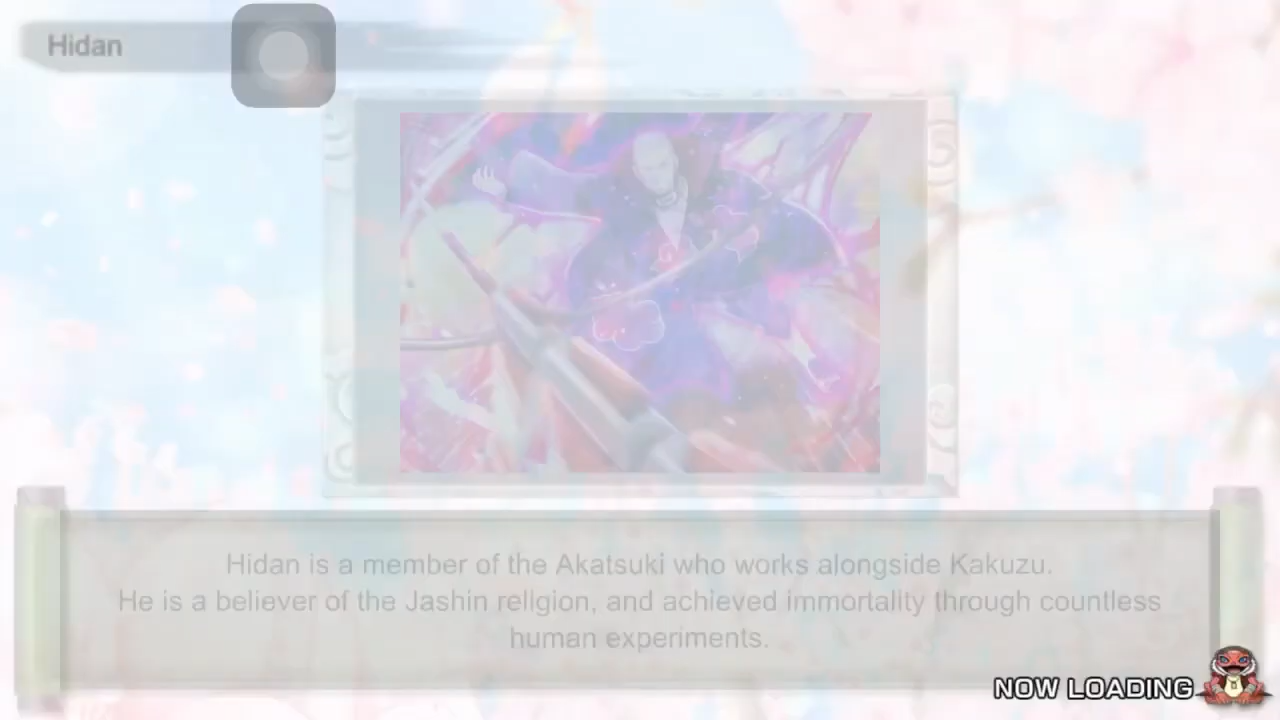 Hidan
Hidan is a member of the Akatsuki who works alongside Kakuzu.
He is a believer of the Jashin religion, and achieved immortality through countless
human experiments.
NOW LOADING